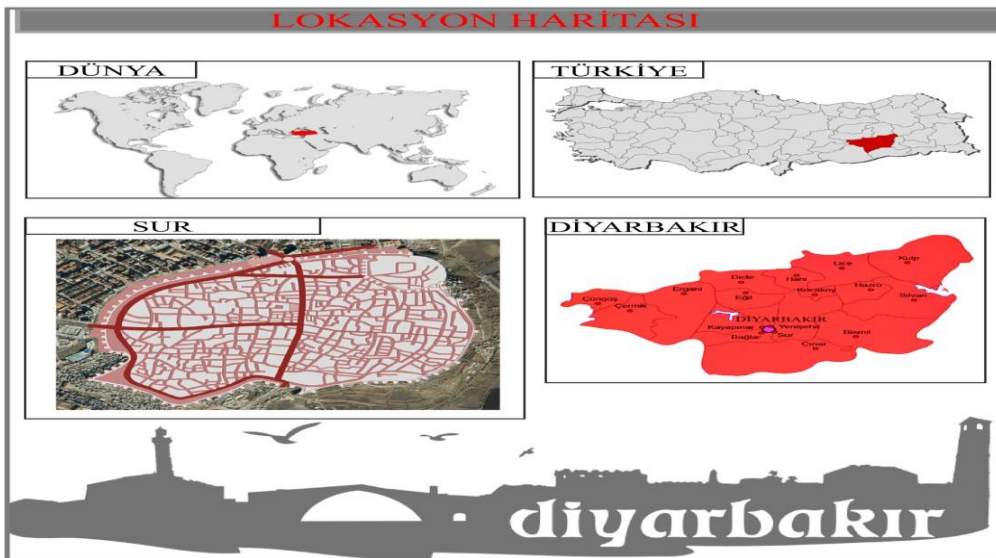 LOKASYON HARİTASI
DÜNYA
TÜRKİYE
SUR
DİYARBAKIR
Kulp
Lice
Hani
Dicle
Hazro
Ergani
Eğil
Kocaköy
Silvan
Çüngüş
Çermik
DİYARBAKIR
Kayapınar
Yenişehir
Bağlar
Sur
Bismil
Çınar
diyarbakır